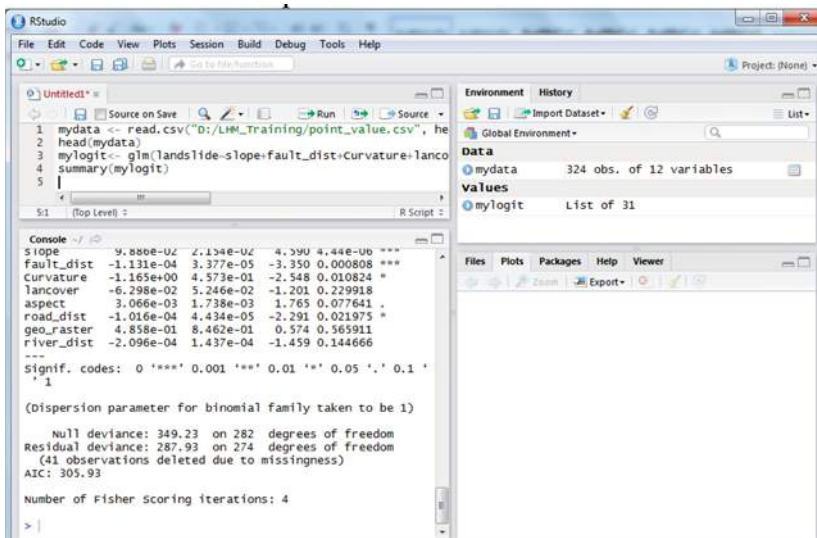 RStudio
File Edit Code View Plots Session Build Debug Tools Help
Go to file/function
Project: (None)
Untitled1*
Source on Save
Run
Source
1 mydata <- read.csv("D:/LHM_Training/point_value.csv", he
2 head(mydata)
3 mylogit<- glm(landslide~slope+fault_dist+Curvature+lanco
4 summary(mylogit)
5
5:1 (Top Level) R Script
Console ~/
slope 9.886e-02 2.154e-02 4.590 4.44e-06 ***
fault_dist -1.131e-04 3.377e-05 -3.350 0.000808 ***
Curvature -1.165e+00 4.573e-01 -2.548 0.010824 *
lancover -6.298e-02 5.246e-02 -1.201 0.229918
aspect 3.066e-03 1.738e-03 1.765 0.077641 .
road_dist -1.016e-04 4.434e-05 -2.291 0.021975 *
geo_raster 4.858e-01 8.462e-01 0.574 0.565911
river_dist -2.096e-04 1.437e-04 -1.459 0.144666
---
Signif. codes: 0 '***' 0.001 '**' 0.01 '*' 0.05 '.' 0.1 '
' 1
(Dispersion parameter for binomial family taken to be 1)
Null deviance: 349.23 on 282 degrees of freedom
Residual deviance: 287.93 on 274 degrees of freedom
(41 observations deleted due to missingness)
AIC: 305.93
Number of Fisher Scoring iterations: 4
>
Environment History
Import Dataset
List
Global Environment
Data
mydata 324 obs. of 12 variables
Values
mylogit List of 31
Files Plots Packages Help Viewer
Zoom Export